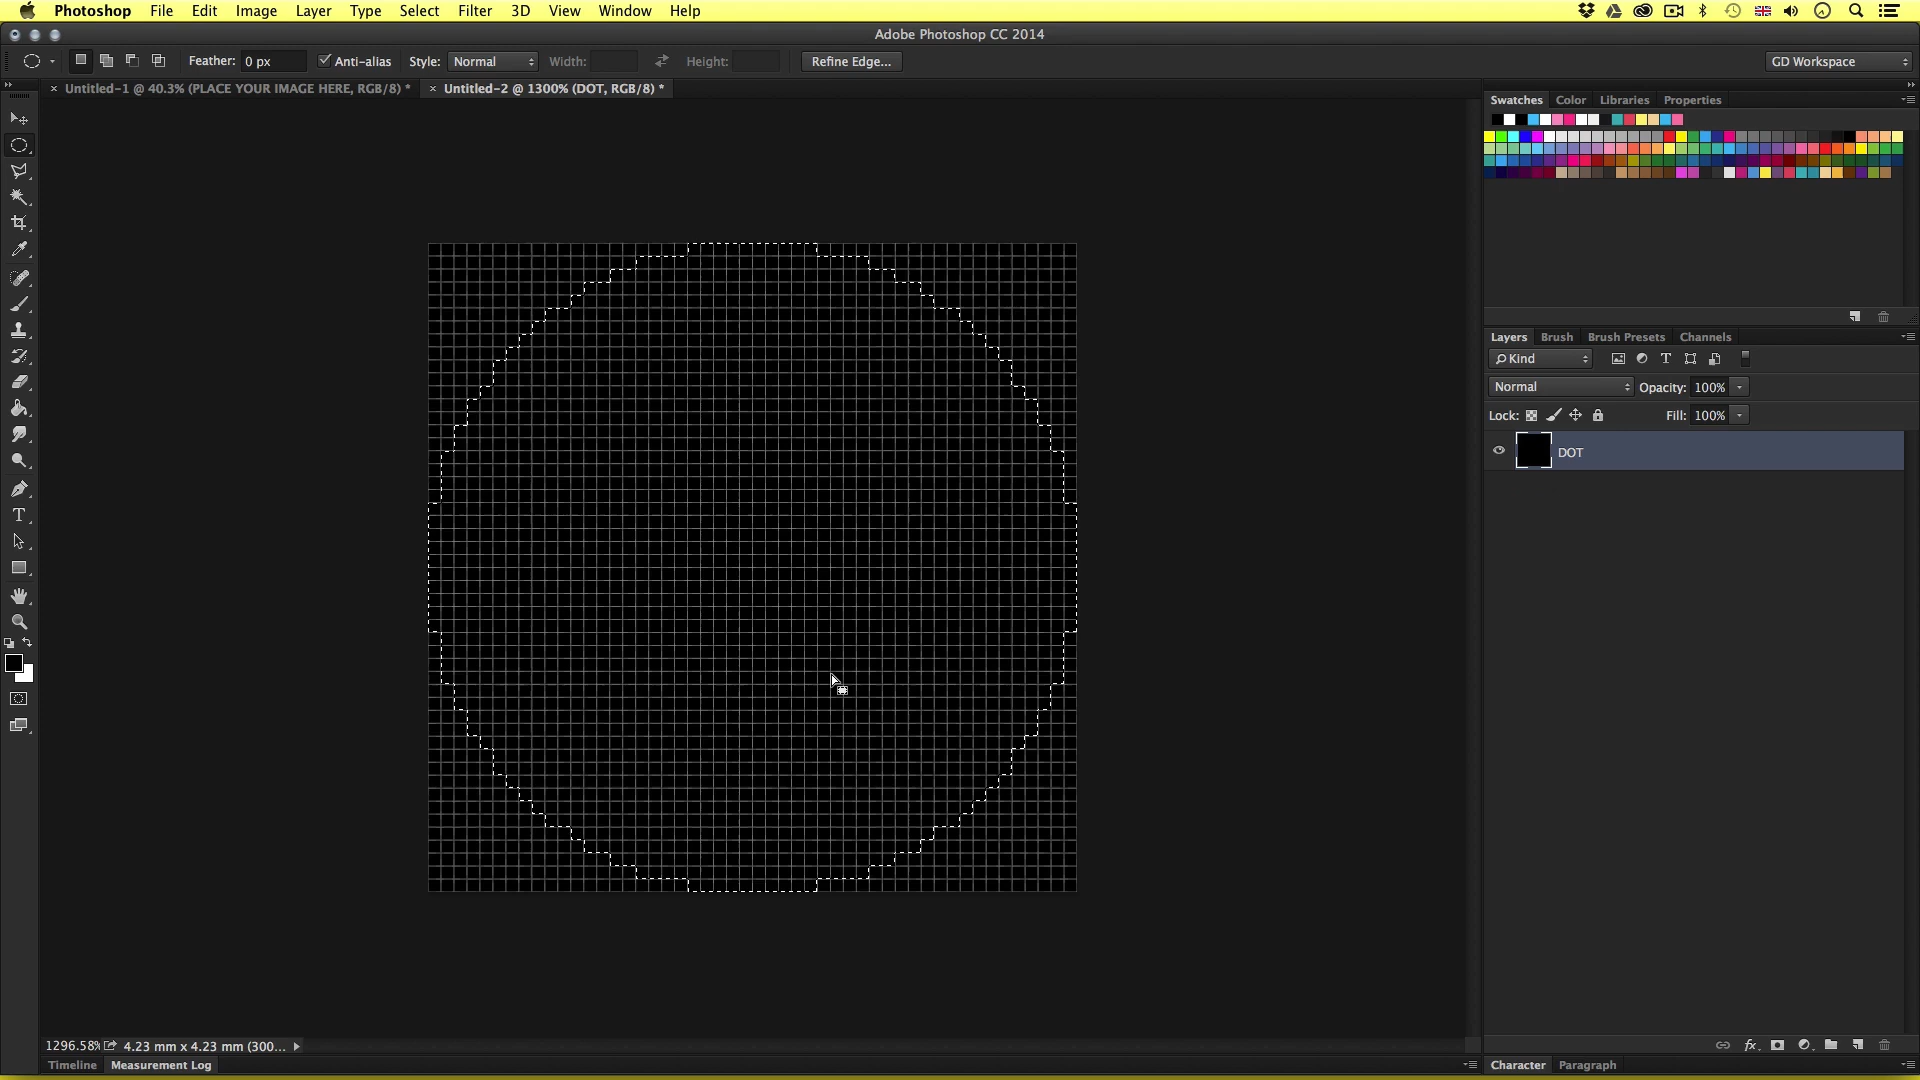 Photoshop File Edit Image Layer Type Select Filter 3D View Window Help
Adobe Photoshop CC 2014
Feather: 0 px Anti-alias Style: Normal Width: Height: Refine Edge... GD Workspace
Untitled-1 @ 40.3% (PLACE YOUR IMAGE HERE, RGB/8) * Untitled-2 @ 1300% (DOT, RGB/8) *
Swatches Color Libraries Properties
Layers Brush Brush Presets Channels
Kind
Normal Opacity: 100%
Lock: Fill: 100%
DOT
1296.58% 4.23 mm x 4.23 mm (300...
Timeline Measurement Log
Character Paragraph